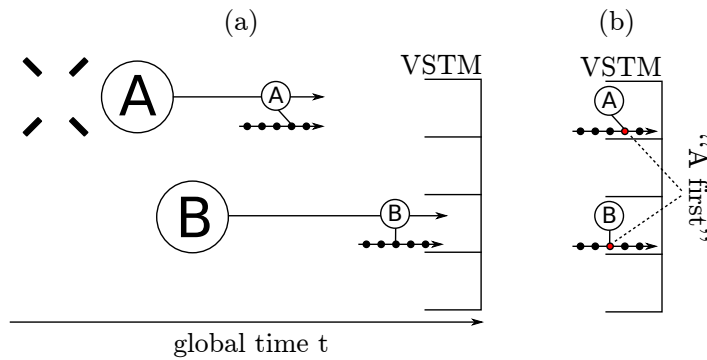 (a)
(b)
VSTM
VSTM
A
A
A
B
B
B
“A first”
global time t